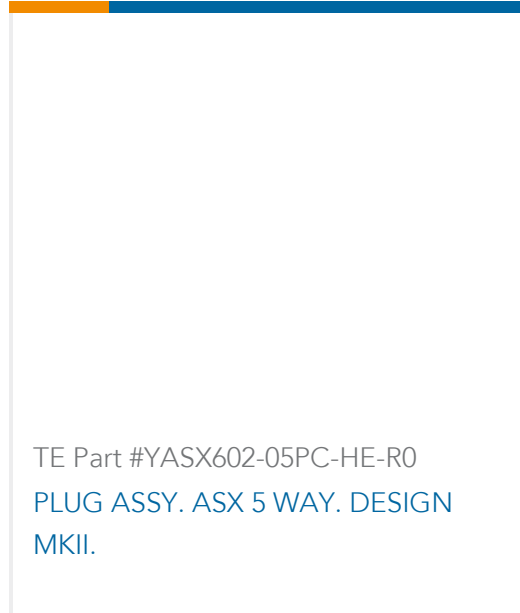 TE Part #YASX602-05PC-HE-R0
PLUG ASSY. ASX 5 WAY. DESIGN
MKII.